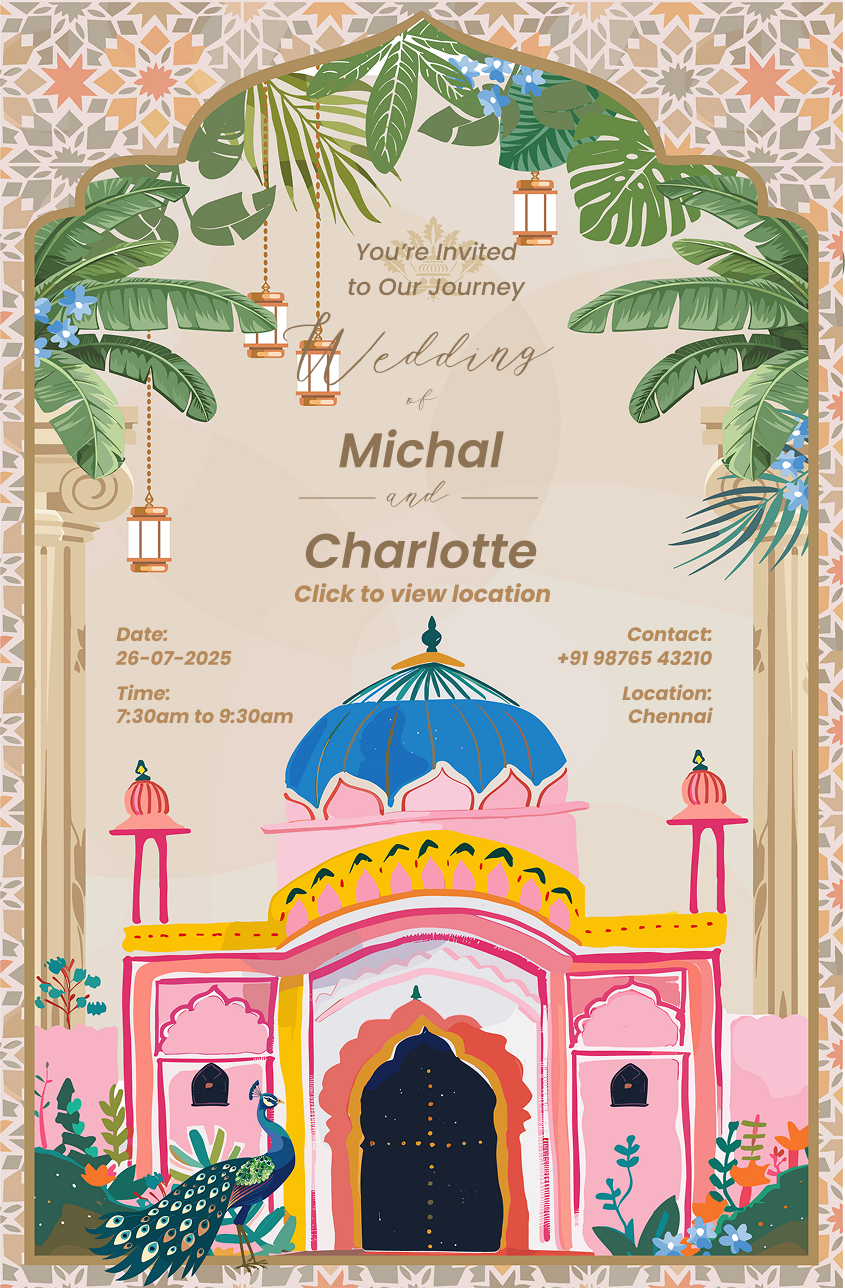 You're Invited
to Our Journey
Wedding
of
Michal
and
Charlotte
Click to view location
Date:
26-07-2025
Time:
7:30am to 9:30am
Contact:
+91 98765 43210
Location:
Chennai